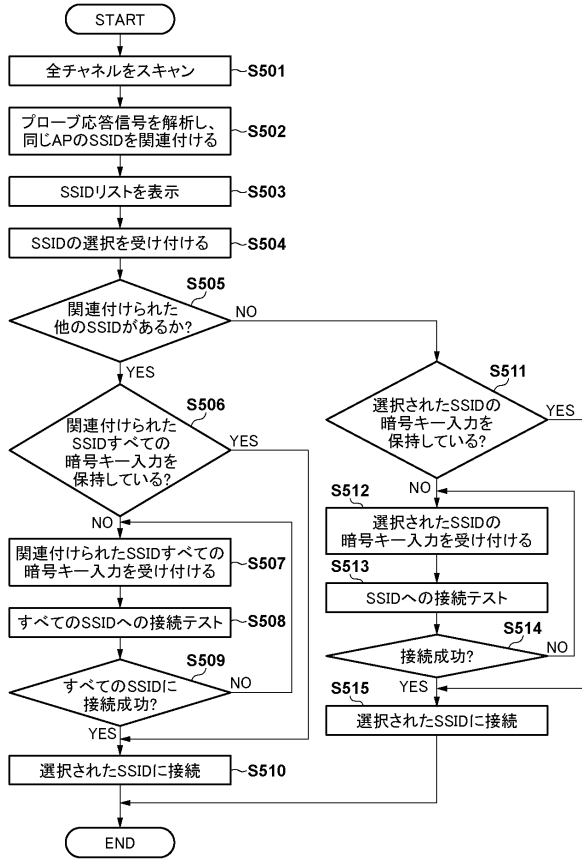 START
全チャネルをスキャン
S501
プローブ応答信号を解析し、
同じAPのSSIDを関連付ける
S502
SSIDリストを表示
S503
SSIDの選択を受け付ける
S504
S505
関連付けられた
他のSSIDがあるか?
NO
YES
S506
関連付けられた
SSIDすべての
暗号キー入力を
保持している?
YES
NO
関連付けられたSSIDすべての
暗号キー入力を受け付ける
S507
すべてのSSIDへの接続テスト
S508
S509
すべてのSSIDに
接続成功?
NO
YES
選択されたSSIDに接続
S510
S511
選択されたSSIDの
暗号キー入力を
保持している?
YES
NO
S512
選択されたSSIDの
暗号キー入力を受け付ける
S513
SSIDへの接続テスト
S514
接続成功?
NO
YES
S515
選択されたSSIDに接続
END